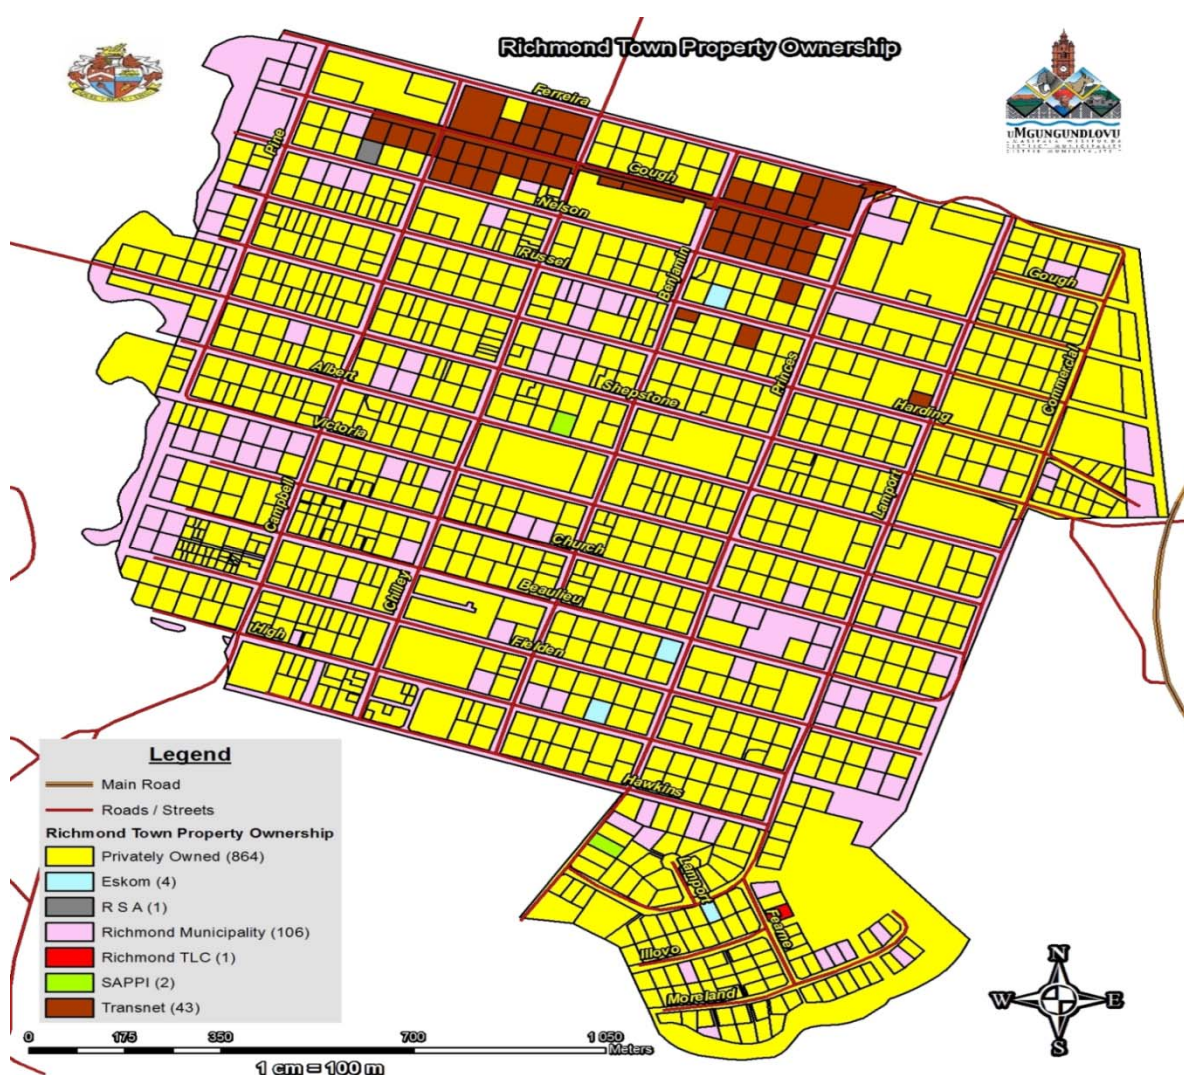 Richmond Town Property Ownership
uMGUNGUNDLOVU
Ferreira
Pine
Gough
Nelson
Russel
Benjamin
Gough
Albert
Shepstone
Princes
Commercial
Harding
Victoria
Campbell
Lamport
Church
Chilley
Beaulieu
High
Fielden
Hawkins
Lamport
Fearne
Illovo
Moreland
Legend
Main Road
Roads / Streets
Richmond Town Property Ownership
Privately Owned (864)
Eskom (4)
R S A (1)
Richmond Municipality (106)
Richmond TLC (1)
SAPPI (2)
Transnet (43)
N
W E
S
0 175 350 700 1 050
Meters
1 cm = 100 m